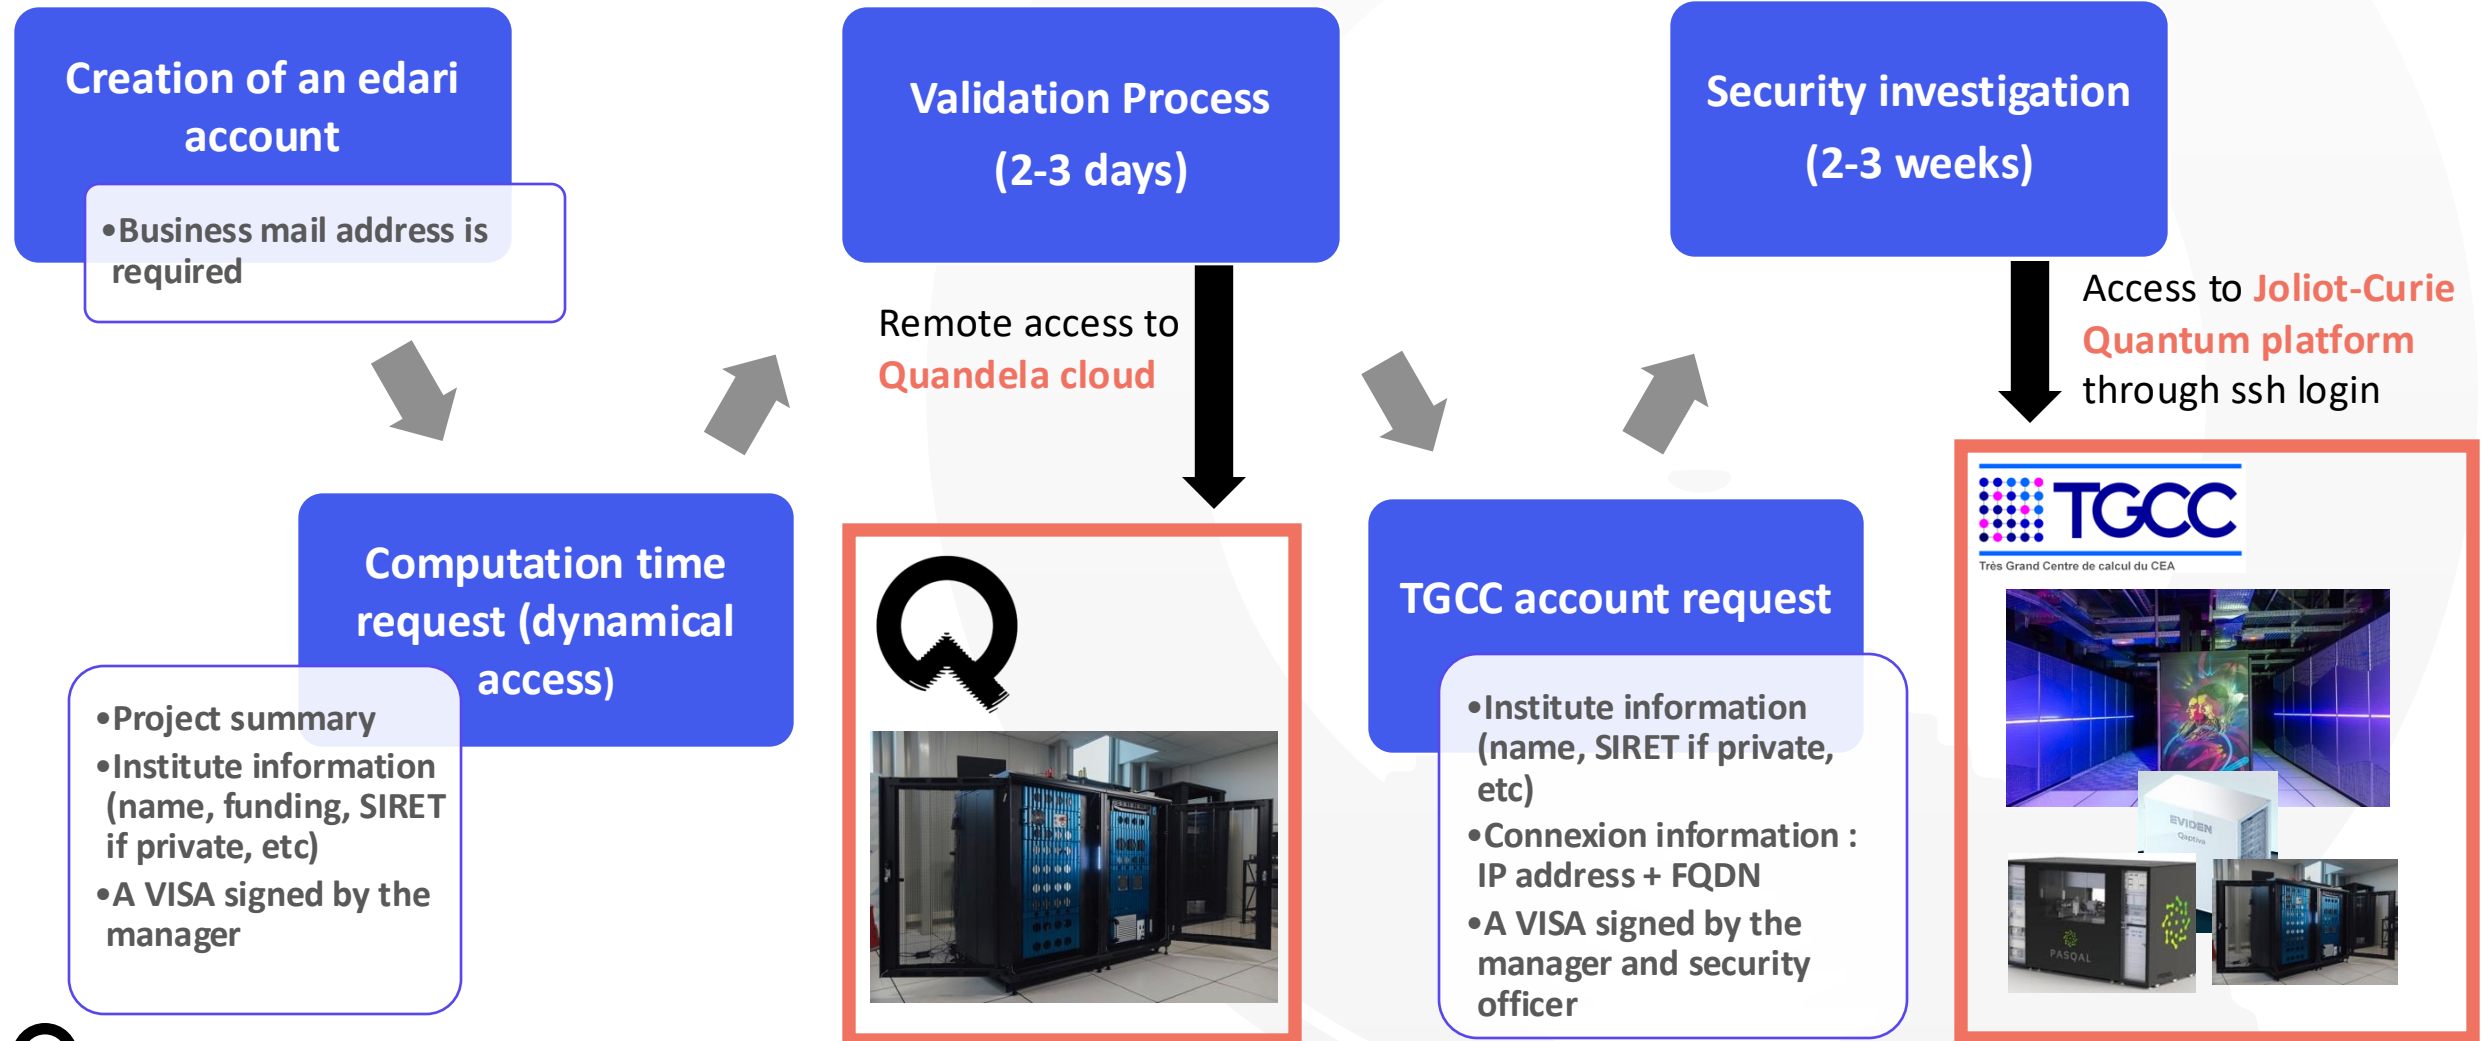 Creation of an edari
account
•Business mail address is
required
Computation time
request (dynamical
access)
•Project summary
•Institute information
(name, funding, SIRET
if private, etc)
•A VISA signed by the
manager
Validation Process
(2-3 days)
Remote access to
Quandela cloud
TGCC account request
•Institute information
(name, SIRET if private,
etc)
•Connexion information :
IP address + FQDN
•A VISA signed by the
manager and security
officer
Security investigation
(2-3 weeks)
Access to Joliot-Curie
Quantum platform
through ssh login
TGCC
Très Grand Centre de calcul du CEA
EVIDEN
Qaptiva
PASQAL